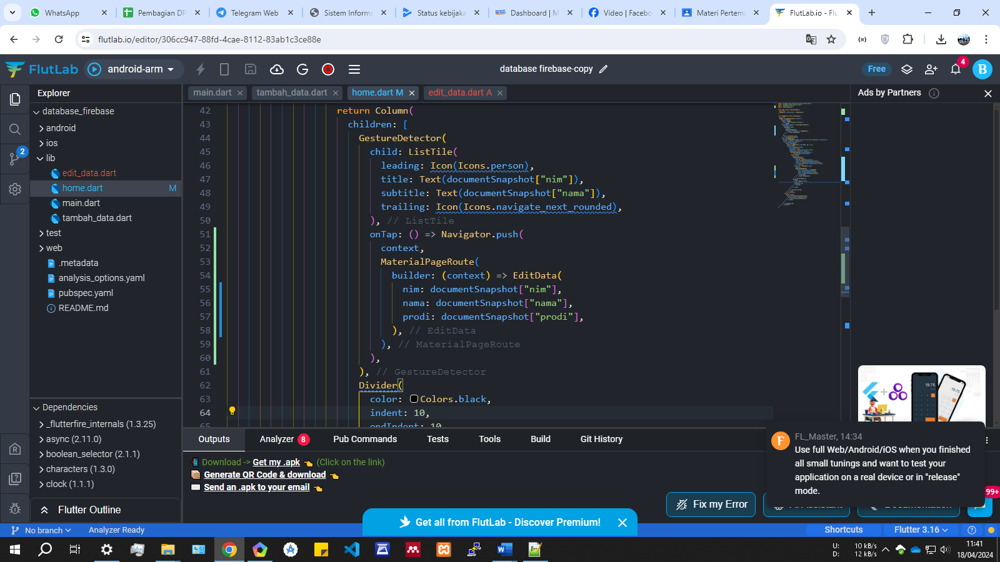 WhatsApp
Pembagian DP
Telegram Web
Sistem Informa
Status kebijaka
Dashboard | M
Video | Facebo
Materi Pertemu
FlutLab.io - Flu
flutlab.io/editor/306cc947-88fd-4cae-8112-83ab1c3ce88e
FlutLab
android-arm
database firebase-copy
Free
4
B
Explorer
main.dart
tambah_data.dart
home.dart M
edit_data.dart A
Ads by Partners
database_firebase
android
ios
lib
edit_data.dart
home.dart M
main.dart
tambah_data.dart
test
web
.metadata
analysis_options.yaml
pubspec.yaml
README.md
2
42 return Column(
43 children: [
44 GestureDetector(
45 child: ListTile(
46 leading: Icon(Icons.person),
47 title: Text(documentSnapshot["nim"]),
48 subtitle: Text(documentSnapshot["nama"]),
49 trailing: Icon(Icons.navigate_next_rounded),
50 ), // ListTile
51 onTap: () => Navigator.push(
52 context,
53 MaterialPageRoute(
54 builder: (context) => EditData(
55 nim: documentSnapshot["nim"],
56 nama: documentSnapshot["nama"],
57 prodi: documentSnapshot["prodi"],
58 ), // EditData
59 ), // MaterialPageRoute
60 ),
61 ), // GestureDetector
62 Divider(
63 color: Colors.black,
64 indent: 10,
65 endIndent: 10
Dependencies
_flutterfire_internals (1.3.25)
async (2.11.0)
boolean_selector (2.1.1)
characters (1.3.0)
clock (1.1.1)
Flutter Outline
Outputs
Analyzer 8
Pub Commands
Tests
Tools
Build
Git History
Download -> Get my .apk (Click on the link)
Generate QR Code & download
Send an .apk to your email
19.75
19.75
F
FL_Master, 14:34
Use full Web/Android/iOS when you finished
all small tunings and want to test your
application on a real device or in "release"
mode.
99+
Fix my Error
Get all from FlutLab - Discover Premium!
No branch
Analyzer Ready
Shortcuts
Flutter 3.16
U: 10 kB/s
D: 12 kB/s
11:41
18/04/2024